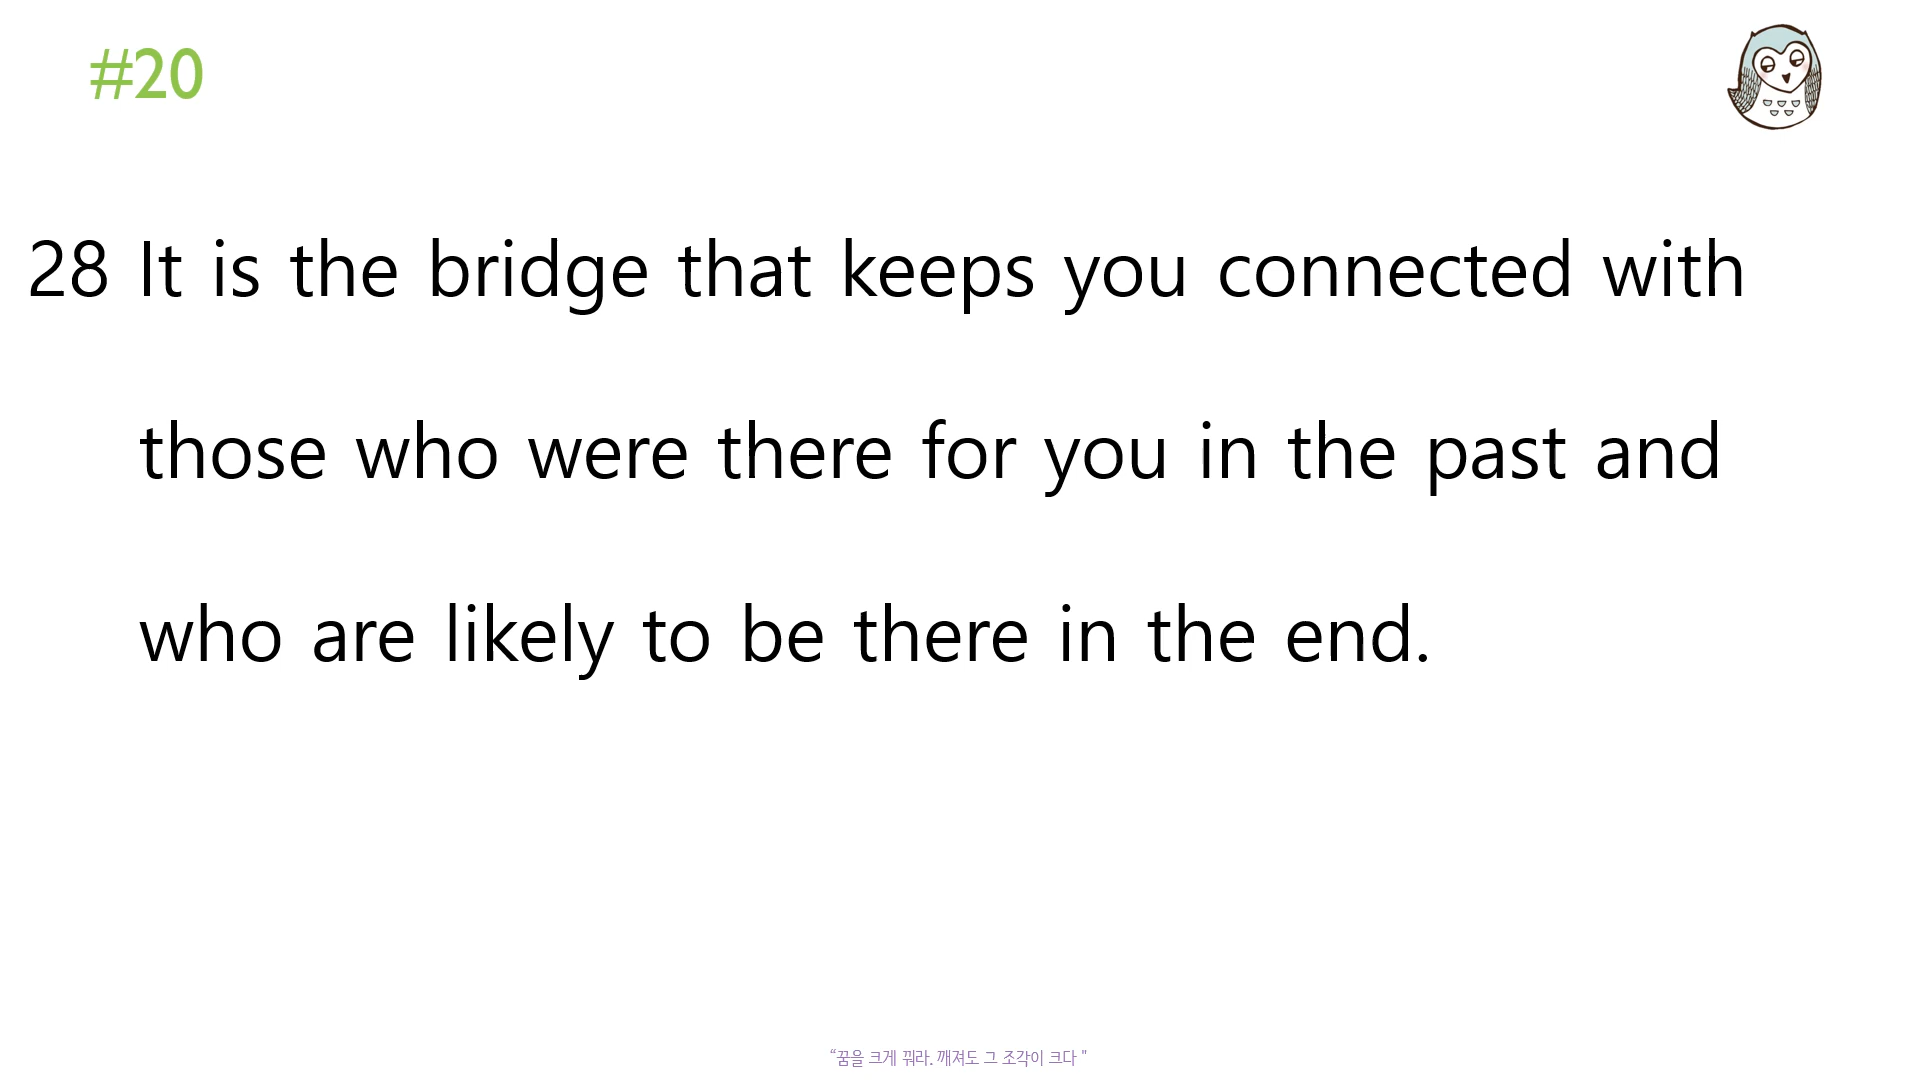 #20
28 It is the bridge that keeps you connected with
those who were there for you in the past and
who are likely to be there in the end.
“꿈을 크게 꿔라. 깨져도 그 조각이 크다 "